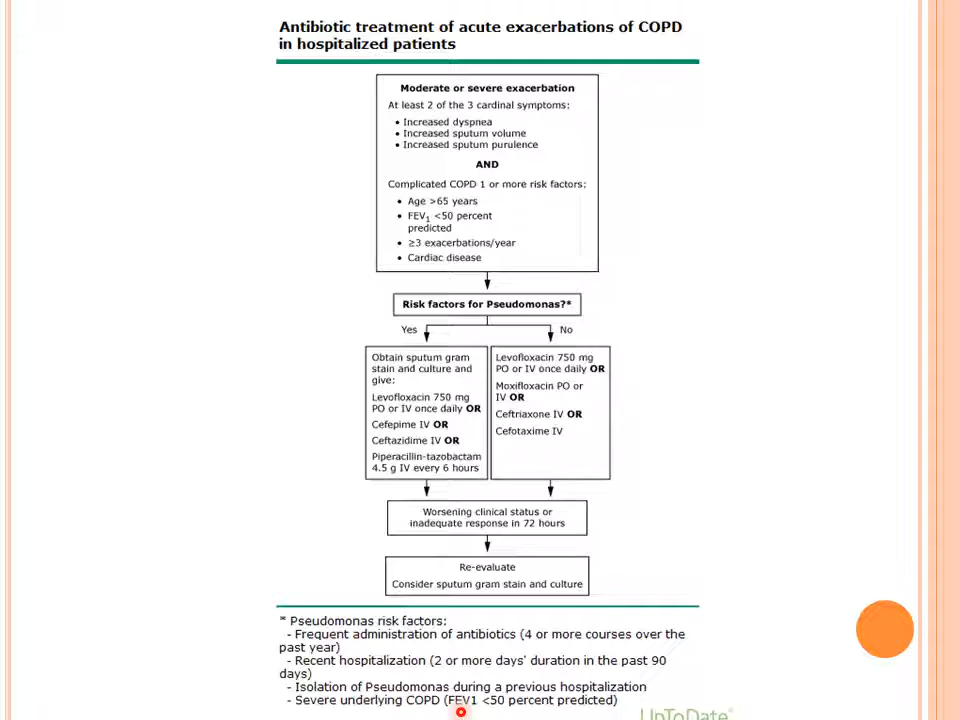 Antibiotic treatment of acute exacerbations of COPD
in hospitalized patients
Moderate or severe exacerbation
At least 2 of the 3 cardinal symptoms:
• Increased dyspnea
• Increased sputum volume
• Increased sputum purulence
AND
Complicated COPD 1 or more risk factors:
• Age >65 years
• FEV1 <50 percent
predicted
• ≥3 exacerbations/year
• Cardiac disease
Risk factors for Pseudomonas?*
Yes
No
Obtain sputum gram
stain and culture and
give:
Levofloxacin 750 mg
PO or IV once daily OR
Cefepime IV OR
Ceftazidime IV OR
Piperacillin-tazobactam
4.5 g IV every 6 hours
Levofloxacin 750 mg
PO or IV once daily OR
Moxifloxacin PO or
IV OR
Ceftriaxone IV OR
Cefotaxime IV
Worsening clinical status or
inadequate response in 72 hours
Re-evaluate
Consider sputum gram stain and culture
* Pseudomonas risk factors:
- Frequent administration of antibiotics (4 or more courses over the
past year)
- Recent hospitalization (2 or more days' duration in the past 90
days)
- Isolation of Pseudomonas during a previous hospitalization
- Severe underlying COPD (FEV1 <50 percent predicted)
UpToDate®